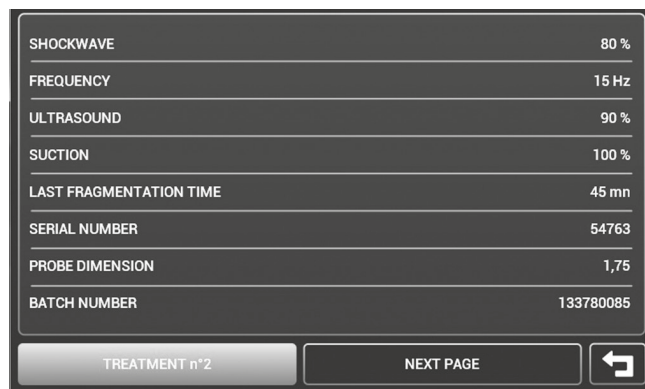 SHOCKWAVE 80 %
FREQUENCY 15 Hz
ULTRASOUND 90 %
SUCTION 100 %
LAST FRAGMENTATION TIME 45 mn
SERIAL NUMBER 54763
PROBE DIMENSION 1,75
BATCH NUMBER 133780085
TREATMENT n°2 NEXT PAGE